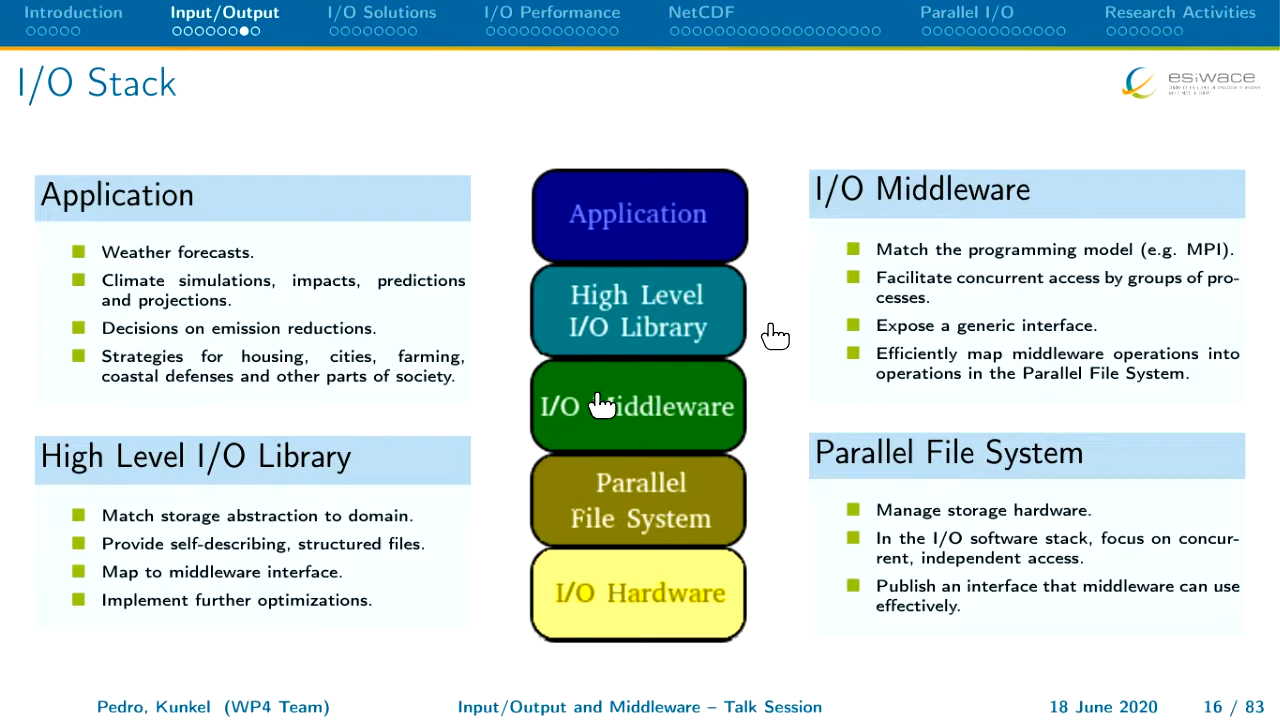 Introduction
Input/Output
I/O Solutions
I/O Performance
NetCDF
Parallel I/O
Research Activities
I/O Stack
esiwace
Application
Weather forecasts.
Climate simulations, impacts, predictions
and projections.
Decisions on emission reductions.
Strategies for housing, cities, farming,
coastal defenses and other parts of society.
High Level I/O Library
Match storage abstraction to domain.
Provide self-describing, structured files.
Map to middleware interface.
Implement further optimizations.
Application
High Level
I/O Library
I/O Middleware
Parallel
File System
I/O Hardware
I/O Middleware
Match the programming model (e.g. MPI).
Facilitate concurrent access by groups of pro-
cesses.
Expose a generic interface.
Efficiently map middleware operations into
operations in the Parallel File System.
Parallel File System
Manage storage hardware.
In the I/O software stack, focus on concur-
rent, independent access.
Publish an interface that middleware can use
effectively.
Pedro, Kunkel (WP4 Team)
Input/Output and Middleware – Talk Session
18 June 2020
16 / 83